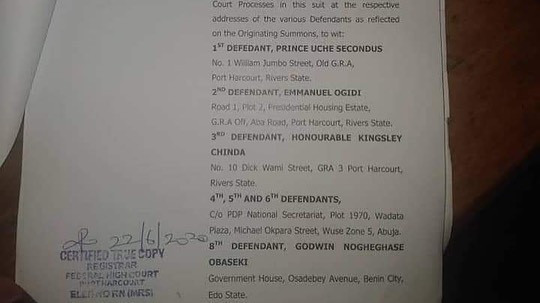 Court Processes in this suit at the respective
addresses of the various Defendants as reflected
on the Originating Summons, to wit:
1ST DEFEDANT, PRINCE UCHE SECONDUS
No. 1 William Jumbo Street, Old G.R.A,
Port Harcourt, Rivers State.
2ND DEFENDANT, EMMANUEL OGIDI
Road 1, Plot 2, Presidential Housing Estate,
G.R.A Off, Aba Road, Port Harcourt, Rivers State.
3RD DEFENDANT, HONOURABLE KINGSLEY
CHINDA
No. 10 Dick Wami Street, GRA 3 Port Harcourt,
Rivers State.
4TH, 5TH AND 6TH DEFENDANTS,
C/o PDP National Secretariat, Plot 1970, Wadata
Plaza, Michael Okpara Street, Wuse Zone 5, Abuja.
8TH DEFENDANT, GODWIN NOGHEGHASE
OBASEKI
Government House, Osadebey Avenue, Benin City,
Edo State.
22/6/2020
CERTIFIED TRUE COPY
REGISTRAR
FEDERAL HIGH COURT
PORTHARCOURT
(MRS)